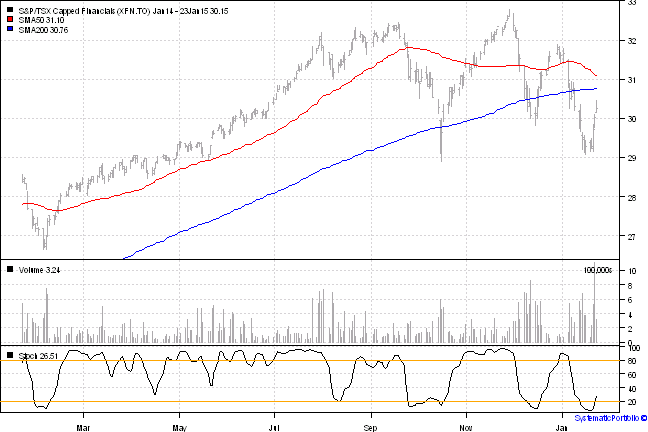 S&P/TSX Capped Financials (XFN.TO) Jan14 - 23Jan15 30.15
SMA50 31.10
SMA200 30.76
33
32
31
30
29
28
27
Volume 3.24
100,000s
10
8
6
4
2
0
Stoch 26.51
100
80
60
40
20
Mar
May
Jul
Sep
Nov
Jan
SystematicPortfolio ©